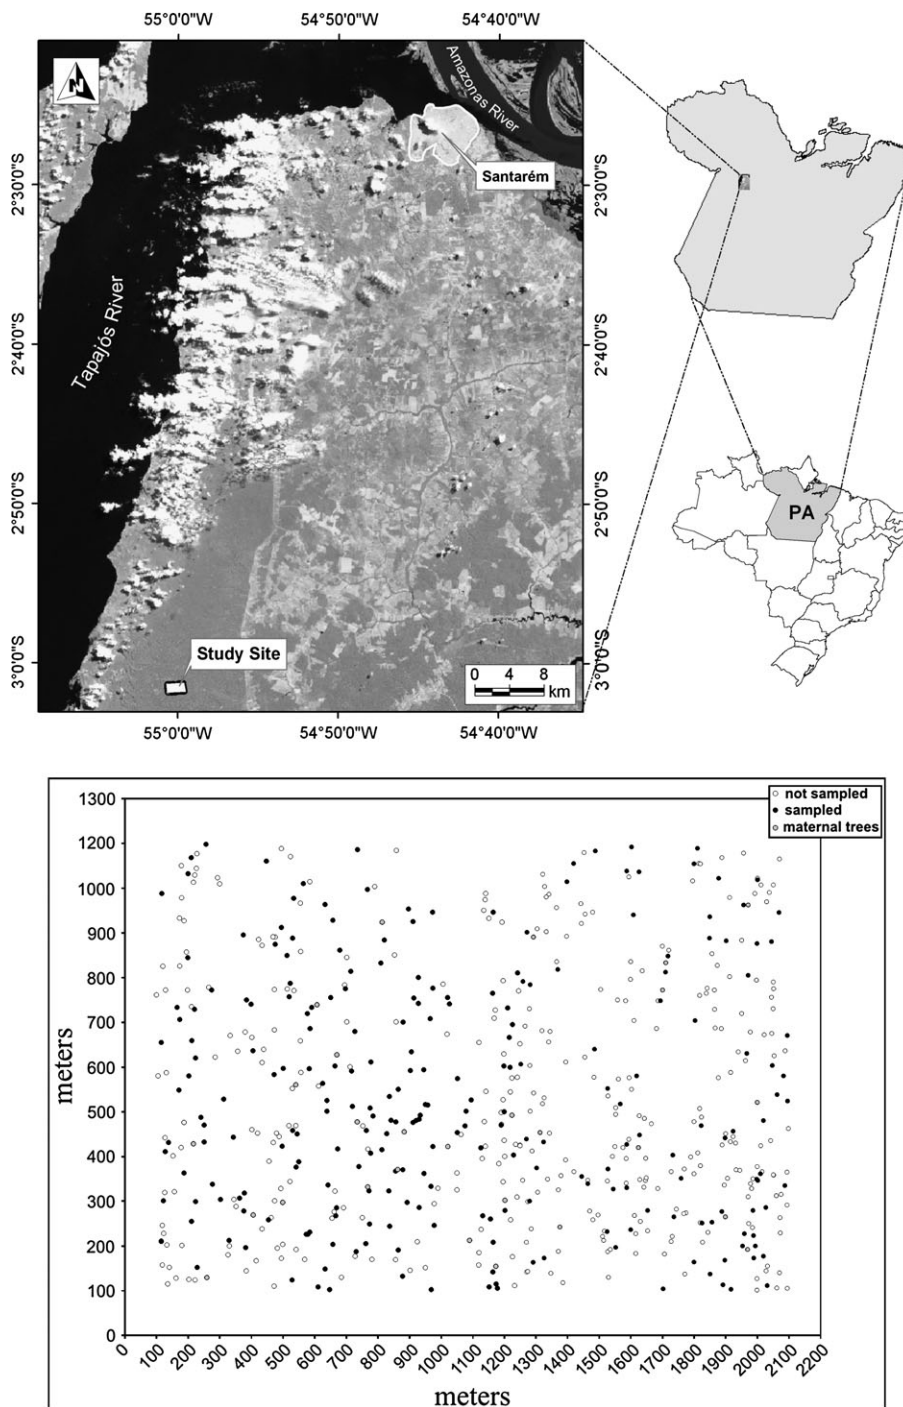 55°0'0"W 54°50'0"W 54°40'0"W
N
Amazonas River
Santarém
2°30'0"S
2°30'0"S
Tapajós River
2°40'0"S
2°40'0"S
2°50'0"S
2°50'0"S
PA
Study Site
3°0'0"S
3°0'0"S
0 4 8
km
55°0'0"W 54°50'0"W 54°40'0"W
not sampled
sampled
maternal trees
1300
1200
1000
900
800
700
600
500
400
300
200
100
0
meters
0 100 200 300 400 500 600 700 800 900 1000 1100 1200 1300 1400 1500 1600 1700 1800 1900 2000 2100 2200
meters